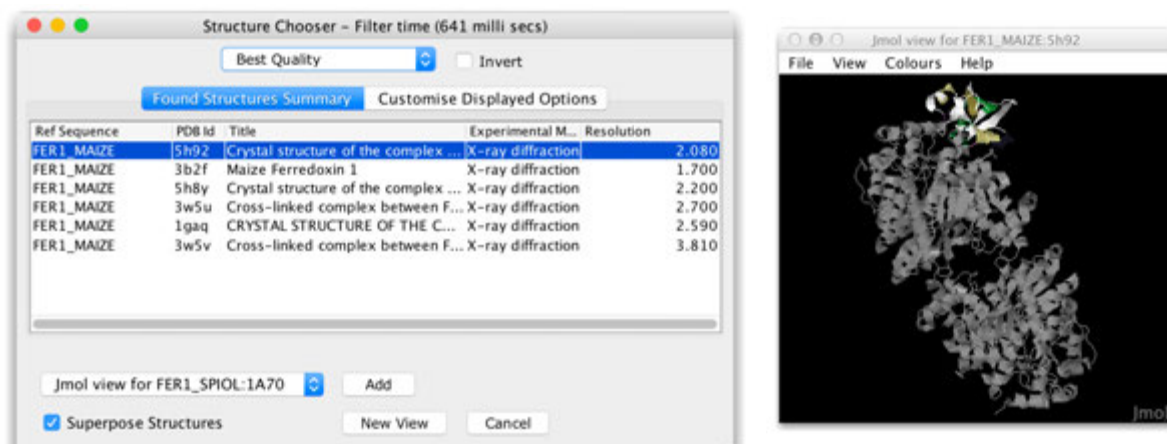 Structure Chooser – Filter time (641 milli secs)
Best Quality
Invert
Found Structures Summary
Customise Displayed Options
Ref Sequence PDB Id Title Experimental M... Resolution
FER1_MAIZE 5h92 Crystal structure of the complex ... X-ray diffraction 2.080
FER1_MAIZE 3b2f Maize Ferredoxin 1 X-ray diffraction 1.700
FER1_MAIZE 5h8y Crystal structure of the complex ... X-ray diffraction 2.200
FER1_MAIZE 3w5u Cross-linked complex between F... X-ray diffraction 2.700
FER1_MAIZE 1gaq CRYSTAL STRUCTURE OF THE C... X-ray diffraction 2.590
FER1_MAIZE 3w5v Cross-linked complex between F... X-ray diffraction 3.810
Jmol view for FER1_SPIOL:1A70
Add
Superpose Structures
New View
Cancel
Jmol view for FER1_MAIZE:5h92
File View Colours Help
Jmol